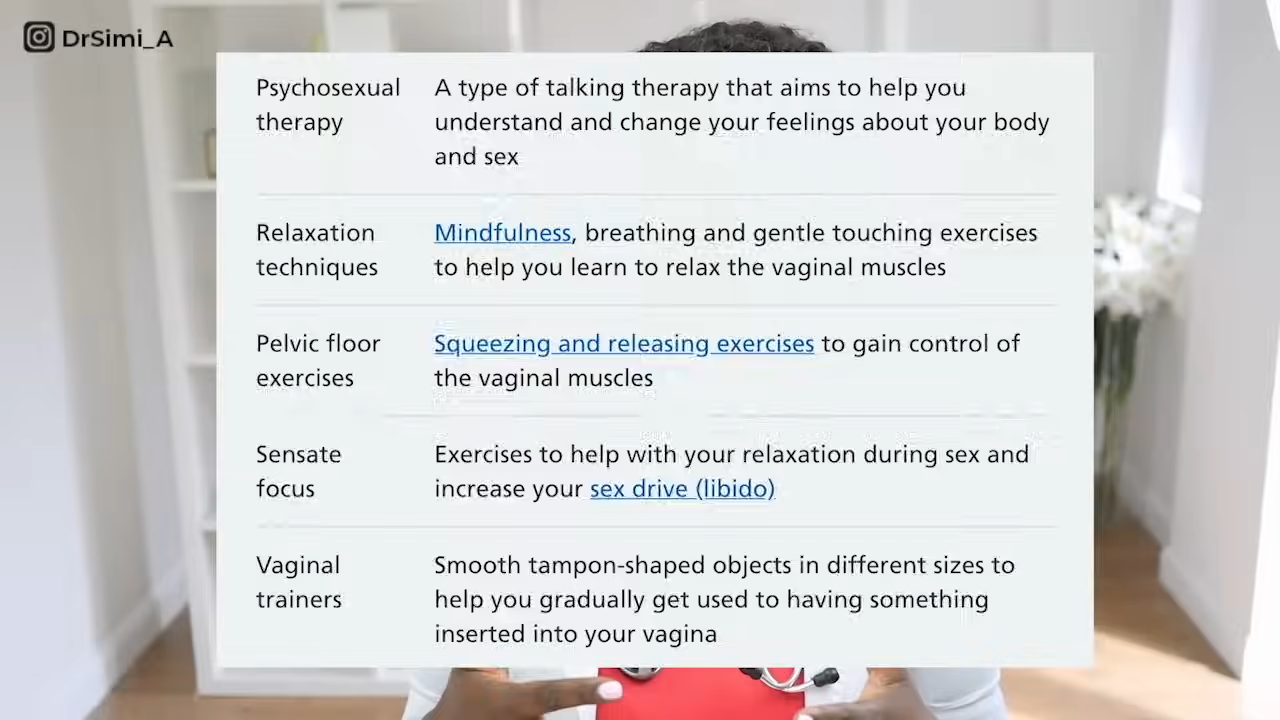 DrSimi_A
Psychosexual therapy
A type of talking therapy that aims to help you
understand and change your feelings about your body
and sex
Relaxation techniques
Mindfulness, breathing and gentle touching exercises
to help you learn to relax the vaginal muscles
Pelvic floor exercises
Squeezing and releasing exercises to gain control of
the vaginal muscles
Sensate focus
Exercises to help with your relaxation during sex and
increase your sex drive (libido)
Vaginal trainers
Smooth tampon-shaped objects in different sizes to
help you gradually get used to having something
inserted into your vagina